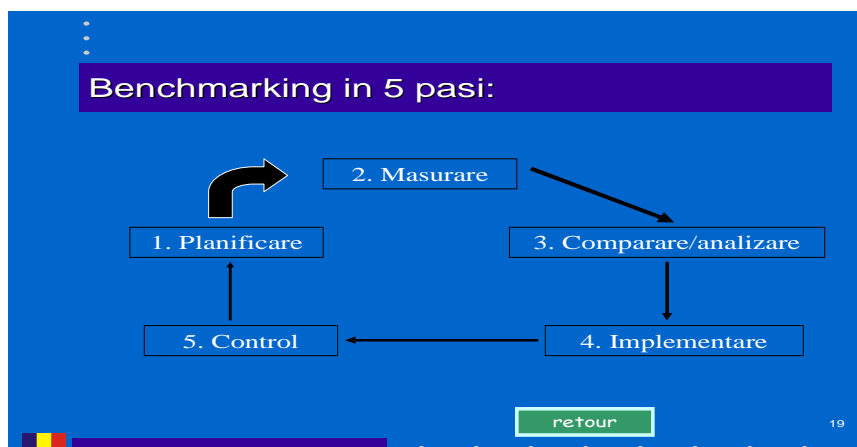 Benchmarking in 5 pasi:
2. Masurare
1. Planificare
3. Comparare/analizare
5. Control
4. Implementare
retour
19